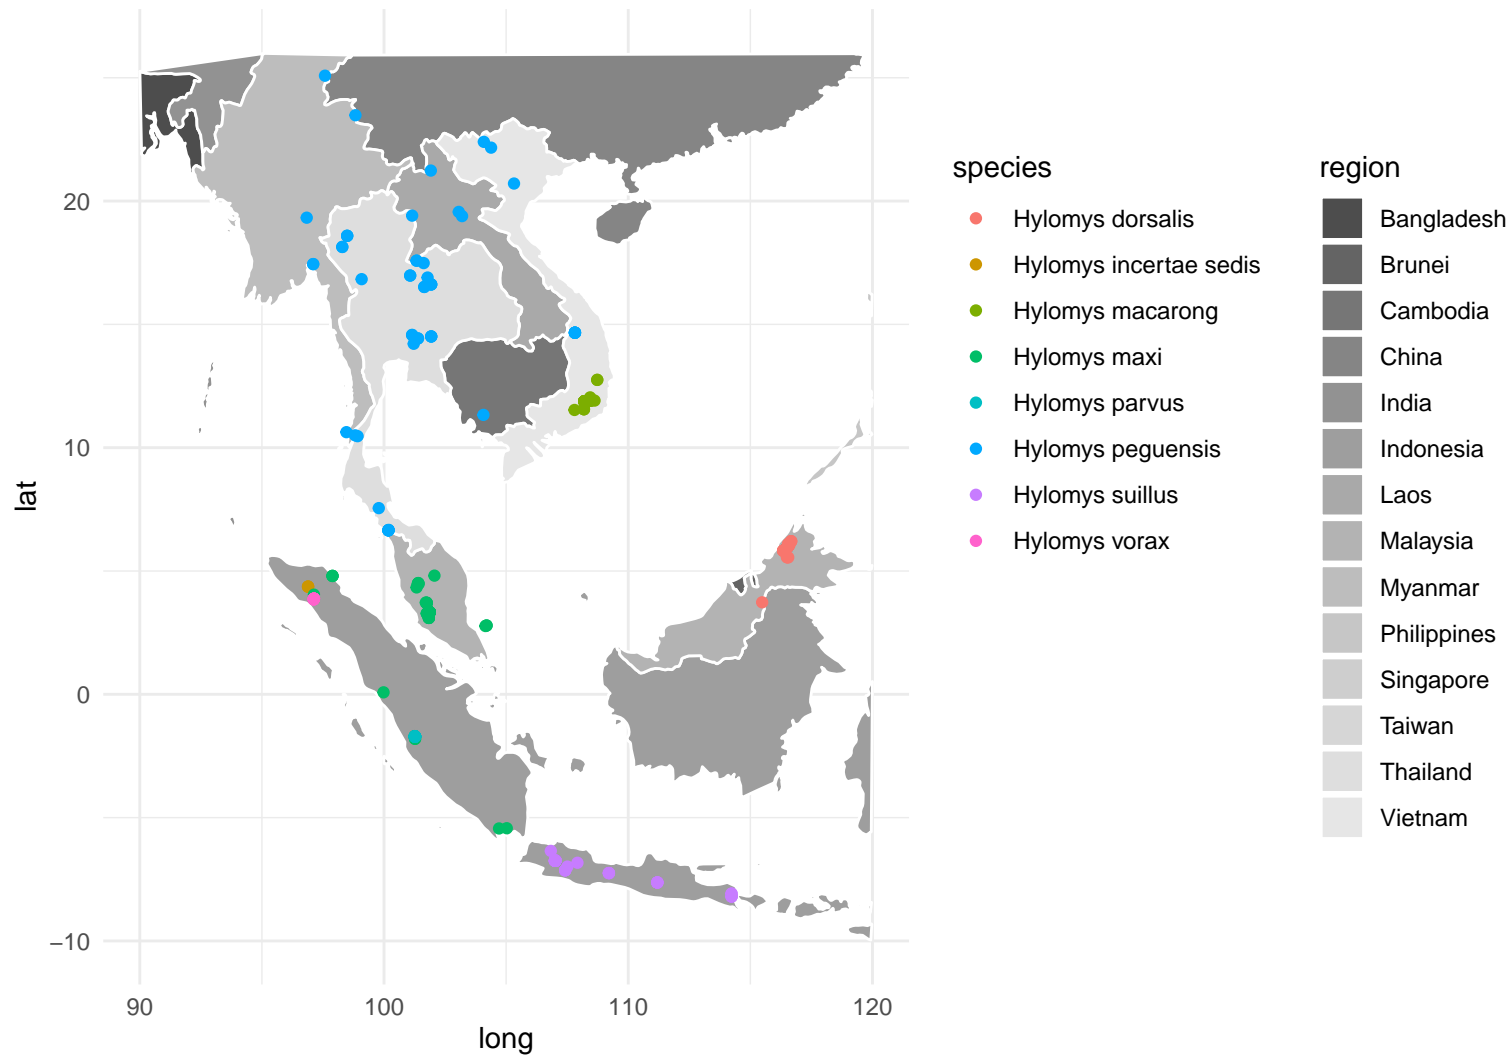 20
10
0
−10
lat
90
100
110
120
long
species
Hylomys dorsalis
Hylomys incertae sedis
Hylomys macarong
Hylomys maxi
Hylomys parvus
Hylomys peguensis
Hylomys suillus
Hylomys vorax
region
Bangladesh
Brunei
Cambodia
China
India
Indonesia
Laos
Malaysia
Myanmar
Philippines
Singapore
Taiwan
Thailand
Vietnam